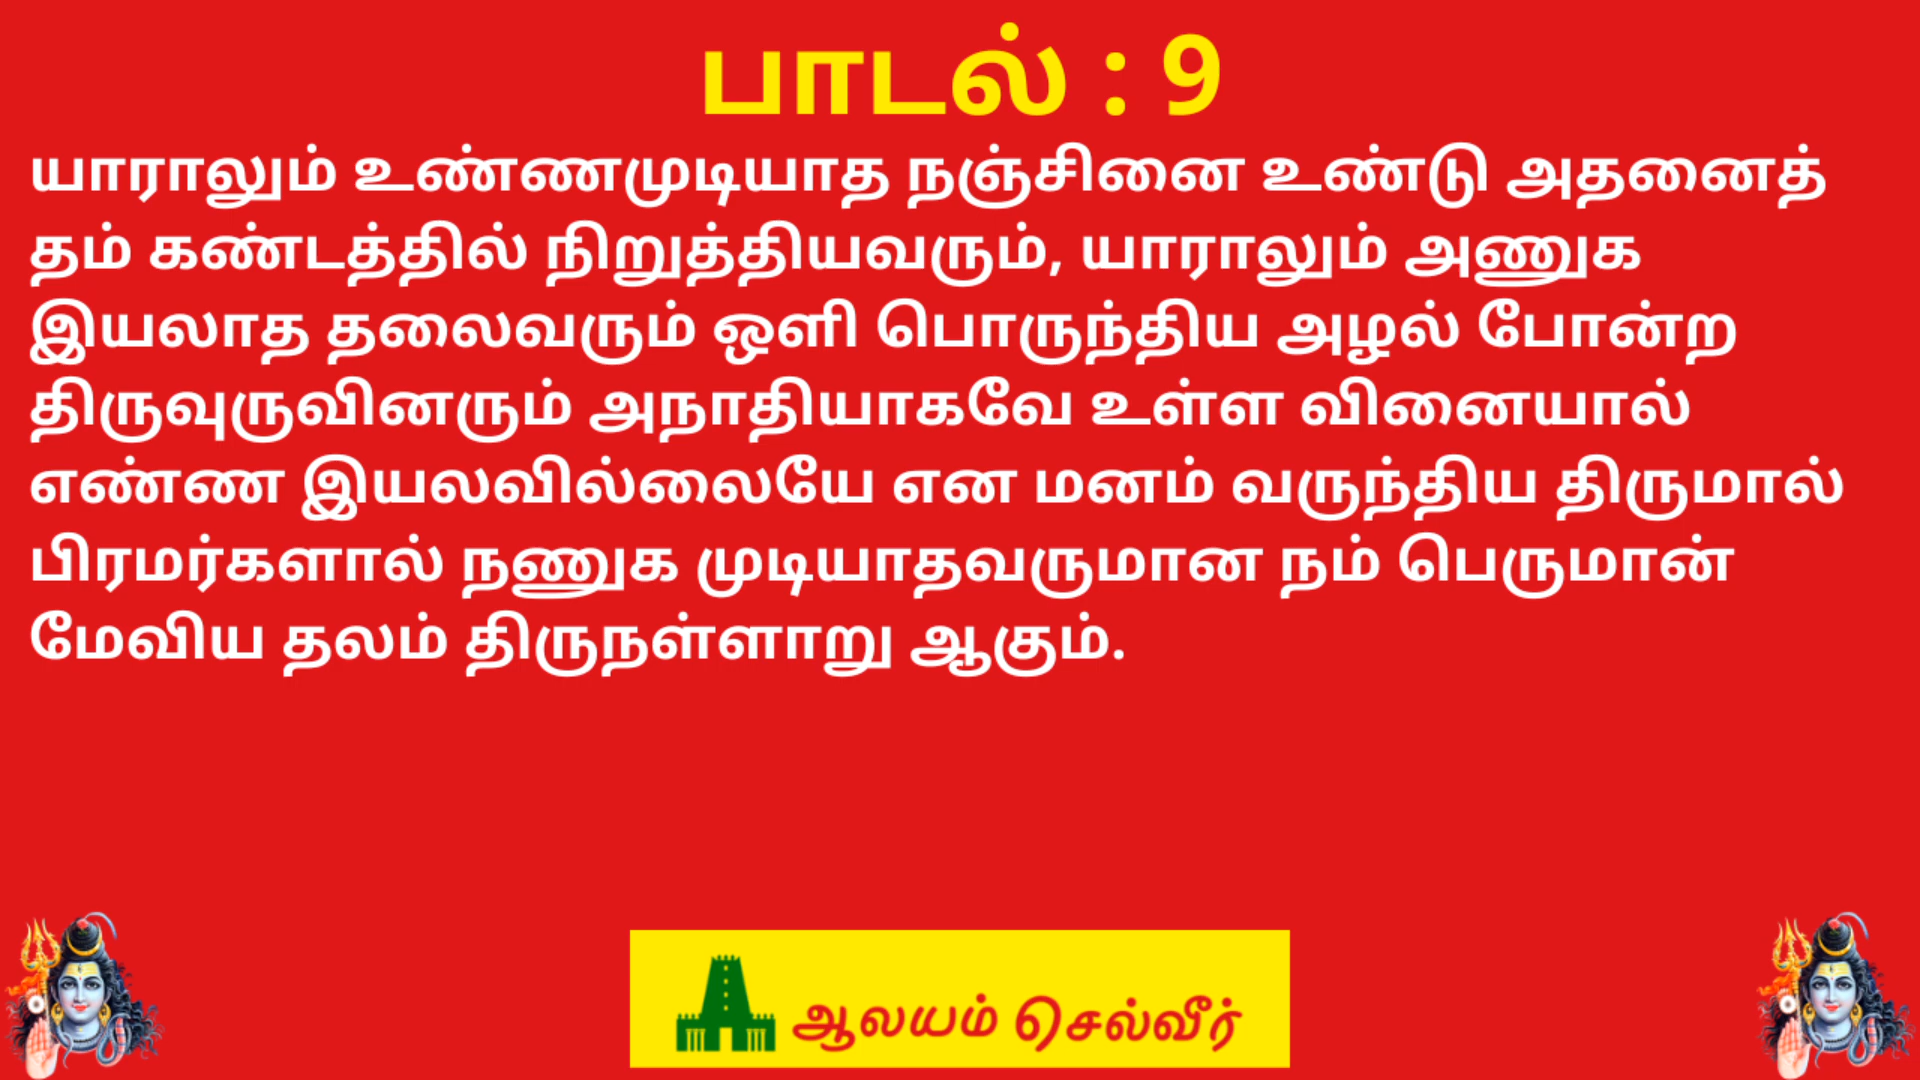 பாடல் : 9
யாராலும் உண்ணமுடியாத நஞ்சினை உண்டு அதனைத்
தம் கண்டத்தில் நிறுத்தியவரும், யாராலும் அணுக
இயலாத தலைவரும் ஒளி பொருந்திய அழல் போன்ற
திருவுருவினரும் அநாதியாகவே உள்ள வினையால்
எண்ண இயலவில்லையே என மனம் வருந்திய திருமால்
பிரமர்களால் நணுக முடியாதவருமான நம் பெருமான்
மேவிய தலம் திருநள்ளாறு ஆகும்.
ஆலயம் செல்வீர்